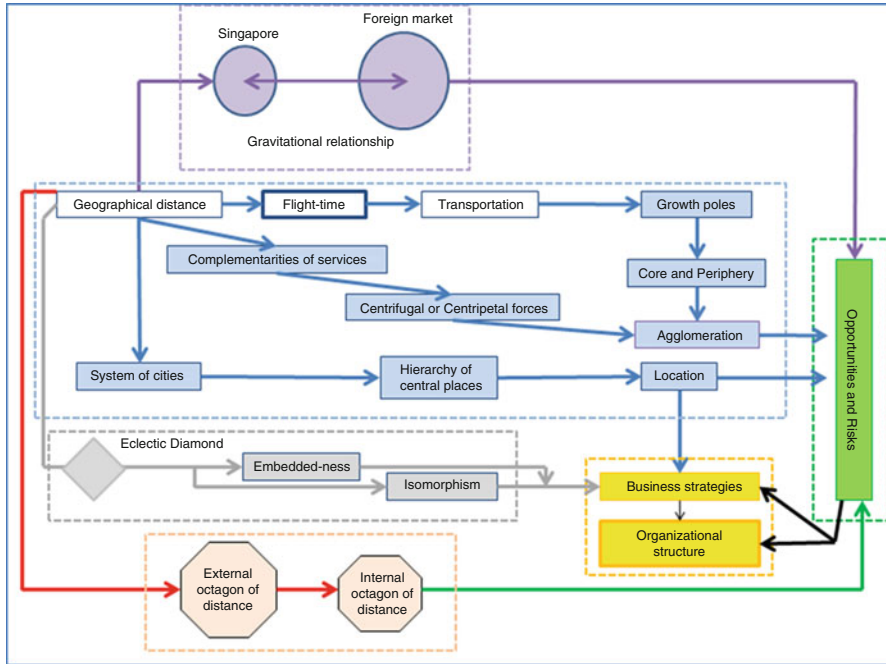 Foreign market
Singapore
Gravitational relationship
Geographical distance
Flight-time
Transportation
Growth poles
Complementarities of services
Core and Periphery
Centrifugal or Centripetal forces
Agglomeration
System of cities
Hierarchy of
central places
Location
Opportunities and Risks
Eclectic Diamond
Embedded-ness
Isomorphism
Business strategies
Organizational
structure
External
octagon of
distance
Internal
octagon of
distance